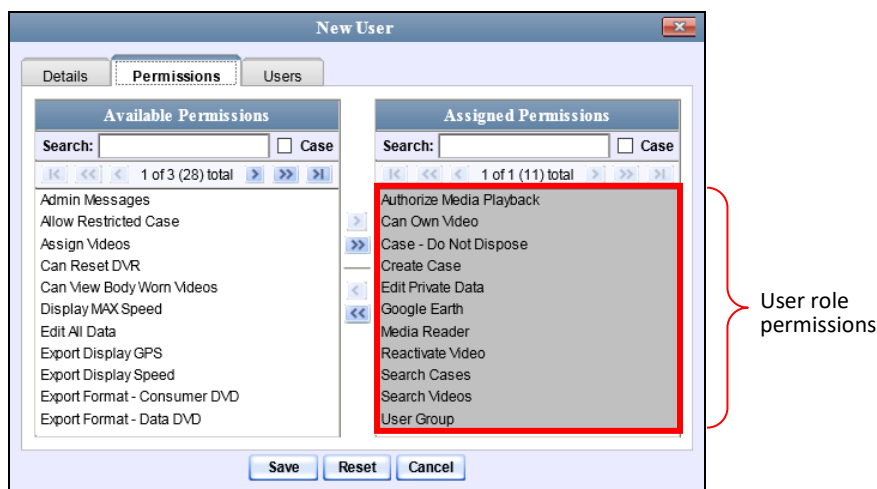 New User
Details Permissions Users
Available Permissions
Search: Case
1 of 3 (28) total
Admin Messages
Allow Restricted Case
Assign Videos
Can Reset DVR
Can View Body Worn Videos
Display MAX Speed
Edit All Data
Export Display GPS
Export Display Speed
Export Format - Consumer DVD
Export Format - Data DVD
Assigned Permissions
Search: Case
1 of 1 (11) total
Authorize Media Playback
Can Own Video
Case - Do Not Dispose
Create Case
Edit Private Data
Google Earth
Media Reader
Reactivate Video
Search Cases
Search Videos
User Group
User role
permissions
Save Reset Cancel